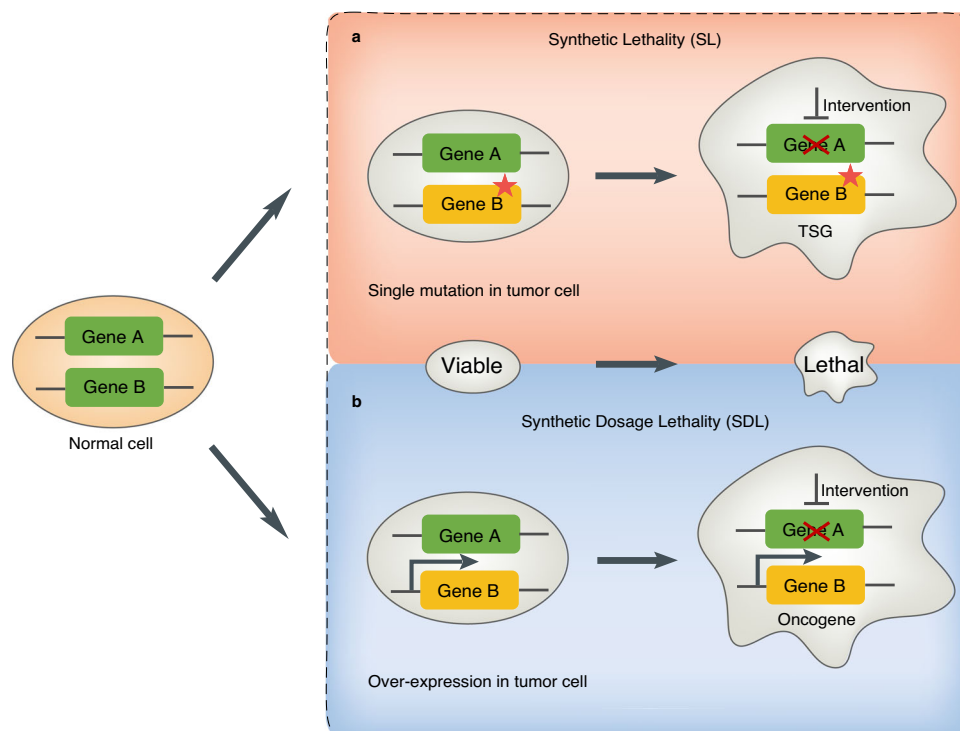 a
Synthetic Lethality (SL)
Intervention
Gene A
Gene A
Gene B
Gene B
TSG
Single mutation in tumor cell
Gene A
Gene B
Normal cell
Viable
Lethal
b
Synthetic Dosage Lethality (SDL)
Intervention
Gene A
Gene A
Gene B
Gene B
Oncogene
Over-expression in tumor cell